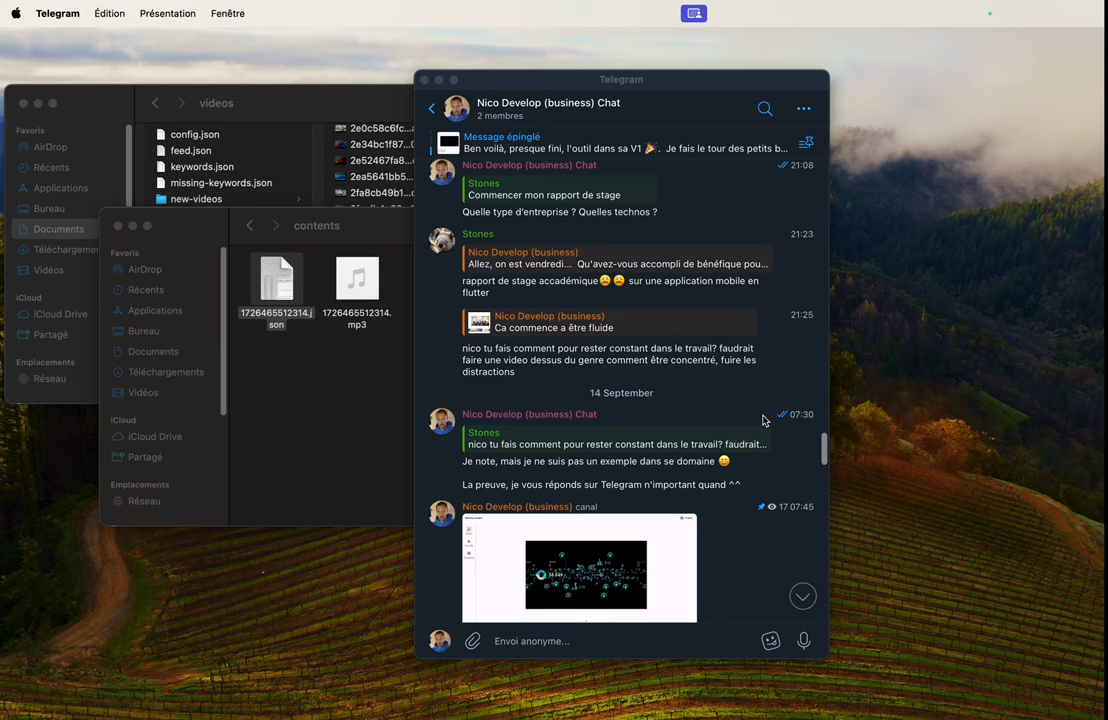 Telegram Édition Présentation Fenêtre
videos
Favoris
AirDrop
Récents
Applications
Bureau
Documents
Téléchargemen
Vidéos
iCloud
iCloud Drive
Partagé
Emplacements
Réseau
config.json
feed.json
keywords.json
missing-keywords.json
new-videos
2e0c58c6fc...
2e34bc1f87...
2e52467fa8...
2ea5641bb5...
2fa8cb49b1...
contents
Favoris
AirDrop
Récents
Applications
Bureau
Documents
Téléchargements
Vidéos
iCloud
iCloud Drive
Partagé
Emplacements
Réseau
1726465512314.j
son
1726465512314.
mp3
Telegram
Nico Develop (business) Chat
2 membres
Message épinglé
Ben voilà, presque fini, l'outil dans sa V1 🎉. Je fais le tour des petits b...
Nico Develop (business) Chat 21:08
Stones
Commencer mon rapport de stage
Quelle type d'entreprise ? Quelles technos ?
Stones 21:23
Nico Develop (business)
Allez, on est vendredi... Qu'avez-vous accompli de bénéfique pou...
rapport de stage accadémique😩😩 sur une application mobile en
flutter
Nico Develop (business) 21:25
Ca commence a être fluide
nico tu fais comment pour rester constant dans le travail? faudrait
faire une video dessus du genre comment être concentré, fuire les
distractions
14 September
Nico Develop (business) Chat 07:30
Stones
nico tu fais comment pour rester constant dans le travail? faudrait...
Je note, mais je ne suis pas un exemple dans se domaine 😄
La preuve, je vous réponds sur Telegram n'important quand ^^
Nico Develop (business) canal 17 07:45
Envoi anonyme...